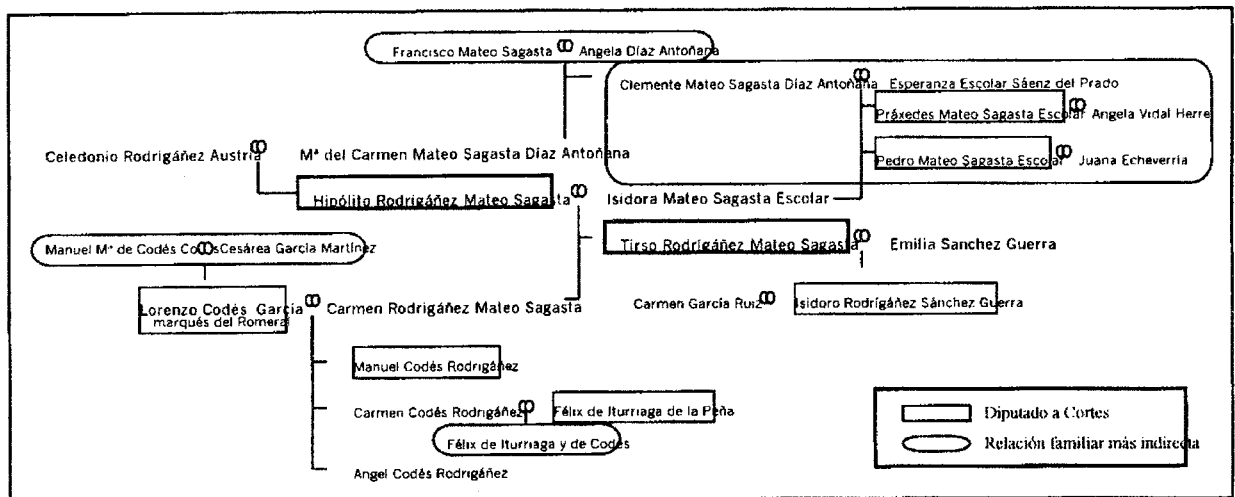 Francisco Mateo Sagasta Angela Díaz Antoñana
Clemente Mateo Sagasta Díaz Antoñana Esperanza Escolar Sáenz del Prado
Práxedes Mateo Sagasta Escolar Angela Vidal Herre
Celedonio Rodrigáñez Austria Mª del Carmen Mateo Sagasta Díaz Antoñana
Pedro Mateo Sagasta Escolar Juana Echeverria
Hipólito Rodrigáñez Mateo Sagasta Isidora Mateo Sagasta Escolar
Tirso Rodrigáñez Mateo Sagasta Emilia Sanchez Guerra
Manuel Mª de Codés Cesárea García Martínez
Lorenzo Codés García Carmen Rodrigáñez Mateo Sagasta
marqués del Romeral
Carmen García Ruiz Isidoro Rodrígáñez Sánchez Guerra
Manuel Codés Rodrigáñez
Carmen Codés Rodrigáñez Félix de Iturriaga de la Peña
Félix de Iturriaga y de Codés
Angel Codés Rodrigáñez
Diputado a Cortes
Relación familiar más indirecta